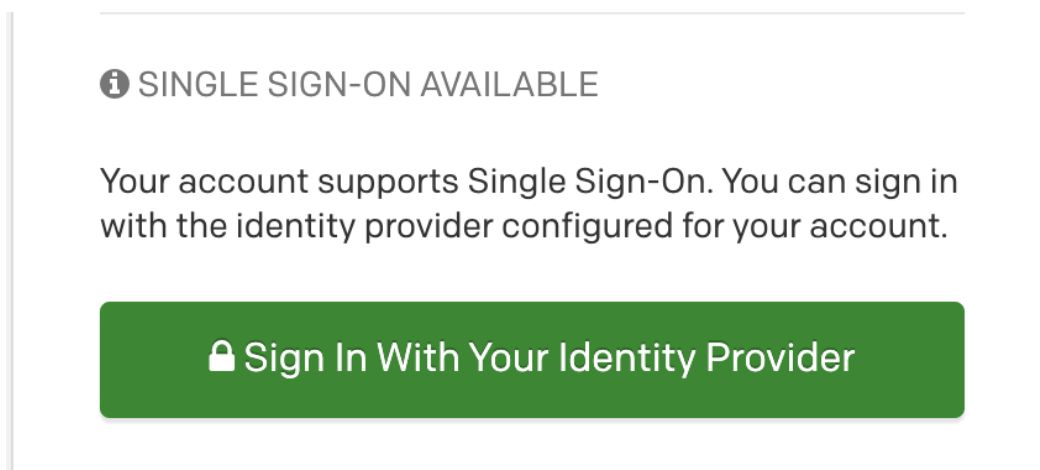 SINGLE SIGN-ON AVAILABLE
Your account supports Single Sign-On. You can sign in
with the identity provider configured for your account.
Sign In With Your Identity Provider